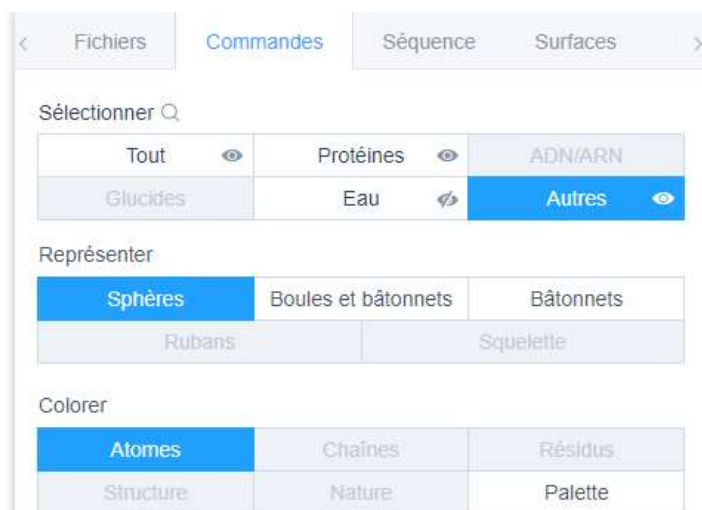 Fichiers Commandes Séquence Surfaces
Sélectionner
Tout Protéines ADN/ARN
Glucides Eau Autres
Représenter
Sphères Boules et bâtonnets Bâtonnets
Rubans Squelette
Colorer
Atomes Chaînes Résidus
Structure Nature Palette